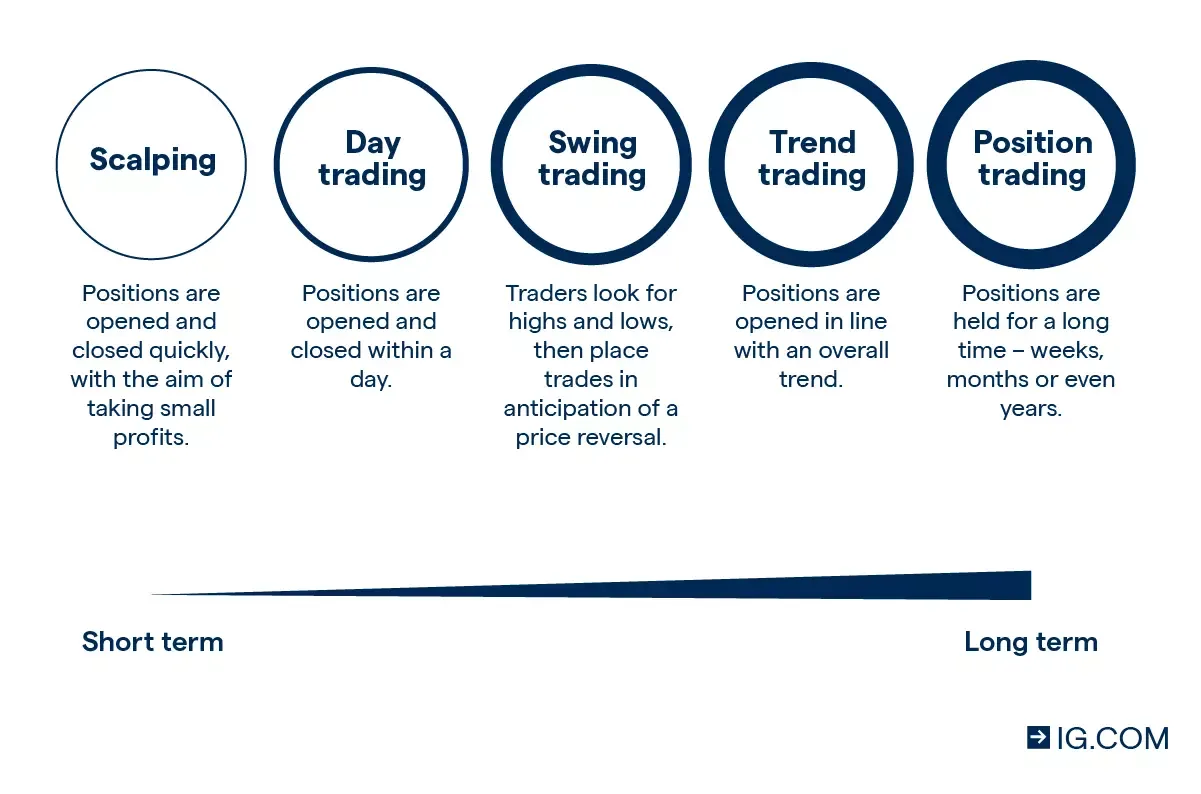 Scalping
Day
trading
Swing
trading
Trend
trading
Position
trading
Positions are
opened and
closed quickly,
with the aim of
taking small
profits.
Positions are
opened and
closed within a
day.
Traders look for
highs and lows,
then place
trades in
anticipation of a
price reversal.
Positions are
opened in line
with an overall
trend.
Positions are
held for a long
time – weeks,
months or even
years.
Short term
Long term
IG.COM